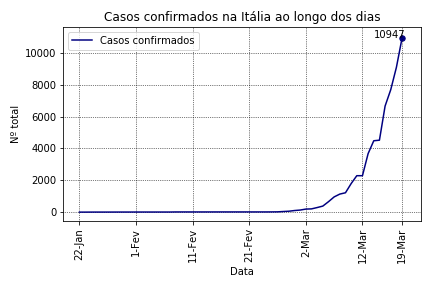 Casos confirmados na Itália ao longo dos dias
Casos confirmados
10947
10000
8000
6000
4000
2000
0
Nº total
22-Jan
1-Fev
11-Fev
21-Fev
2-Mar
12-Mar
19-Mar
Data